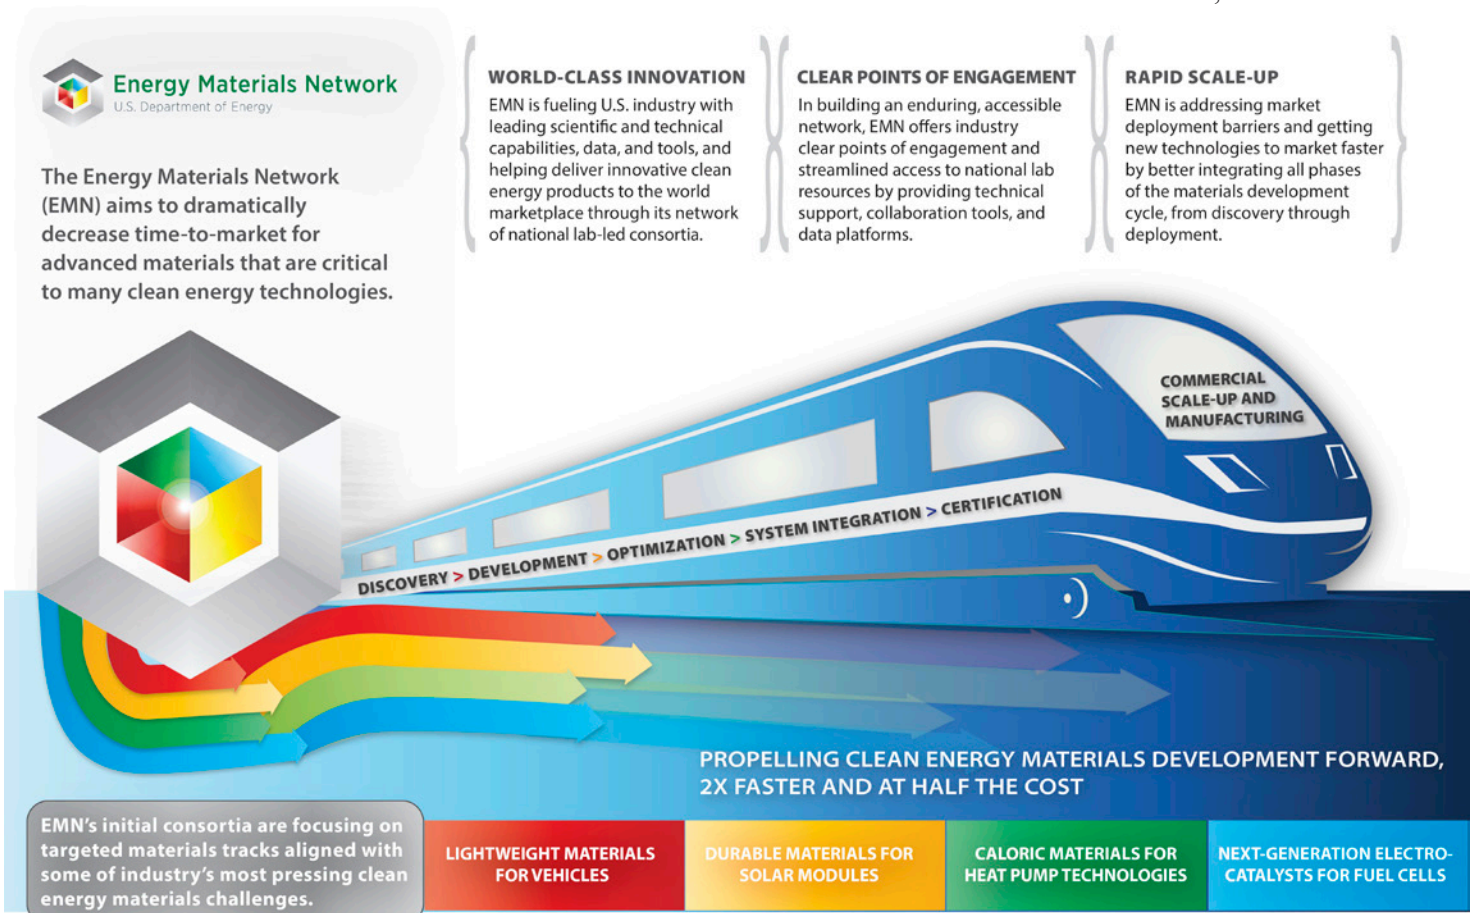 Energy Materials Network
U.S. Department of Energy
The Energy Materials Network
(EMN) aims to dramatically
decrease time-to-market for
advanced materials that are critical
to many clean energy technologies.
WORLD-CLASS INNOVATION
EMN is fueling U.S. industry with
leading scientific and technical
capabilities, data, and tools, and
helping deliver innovative clean
energy products to the world
marketplace through its network
of national lab-led consortia.
CLEAR POINTS OF ENGAGEMENT
In building an enduring, accessible
network, EMN offers industry
clear points of engagement and
streamlined access to national lab
resources by providing technical
support, collaboration tools, and
data platforms.
RAPID SCALE-UP
EMN is addressing market
deployment barriers and getting
new technologies to market faster
by better integrating all phases
of the materials development
cycle, from discovery through
deployment.
COMMERCIAL
SCALE-UP AND
MANUFACTURING
DISCOVERY > DEVELOPMENT > OPTIMIZATION > SYSTEM INTEGRATION > CERTIFICATION
PROPELLING CLEAN ENERGY MATERIALS DEVELOPMENT FORWARD,
2X FASTER AND AT HALF THE COST
EMN's initial consortia are focusing on
targeted materials tracks aligned with
some of industry's most pressing clean
energy materials challenges.
LIGHTWEIGHT MATERIALS
FOR VEHICLES
DURABLE MATERIALS FOR
SOLAR MODULES
CALORIC MATERIALS FOR
HEAT PUMP TECHNOLOGIES
NEXT-GENERATION ELECTRO-
CATALYSTS FOR FUEL CELLS